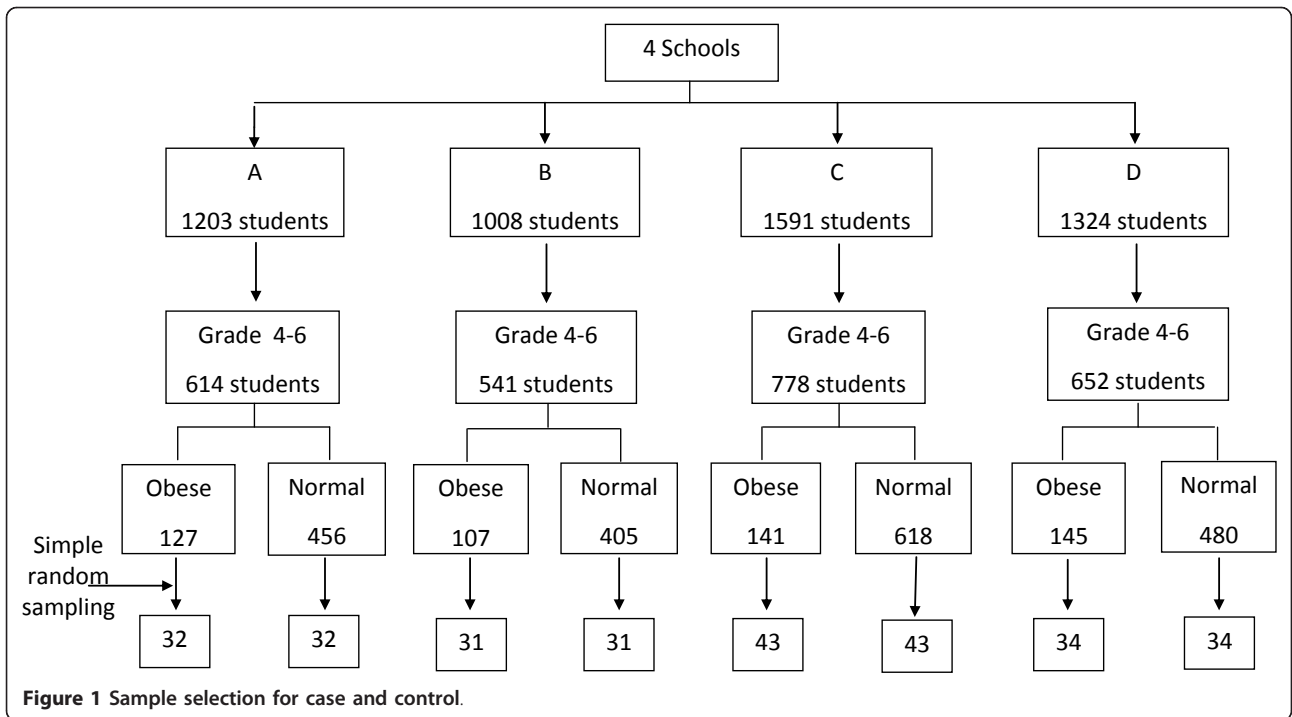 4 Schools
A
1203 students
B
1008 students
C
1591 students
D
1324 students
Grade 4-6
614 students
Grade 4-6
541 students
Grade 4-6
778 students
Grade 4-6
652 students
Obese
127
Normal
456
Obese
107
Normal
405
Obese
141
Normal
618
Obese
145
Normal
480
Simple
random
sampling
32
32
31
31
43
43
34
34
Figure 1 Sample selection for case and control.